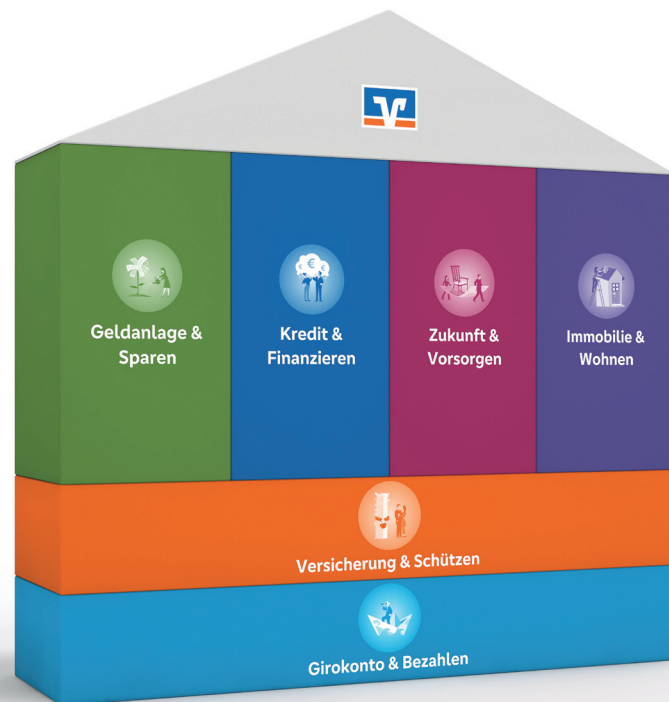 Geldanlage &
Sparen
Kredit &
Finanzieren
Zukunft &
Vorsorgen
Immobilie &
Wohnen
Versicherung & Schützen
Girokonto & Bezahlen